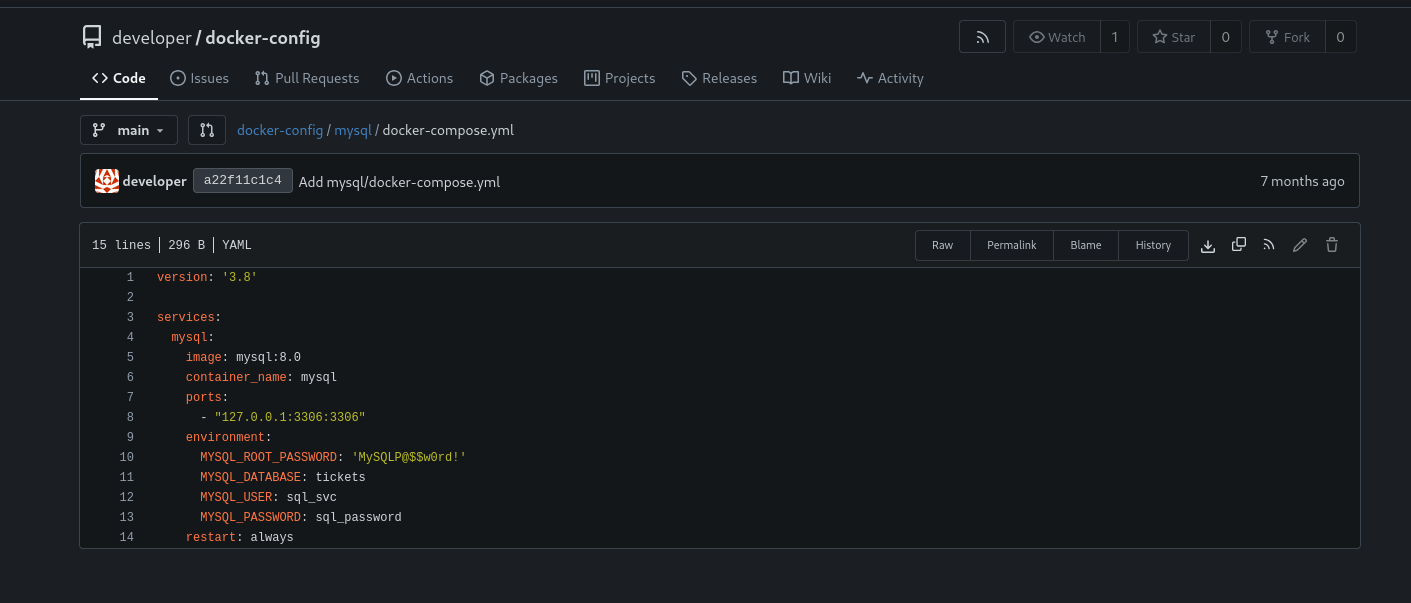 developer / docker-config
Watch 1 Star 0 Fork 0
Code Issues Pull Requests Actions Packages Projects Releases Wiki Activity
main docker-config / mysql / docker-compose.yml
developer a22f11c1c4 Add mysql/docker-compose.yml 7 months ago
15 lines 296 B YAML Raw Permalink Blame History
1 version: '3.8'
2
3 services:
4   mysql:
5     image: mysql:8.0
6     container_name: mysql
7     ports:
8       - "127.0.0.1:3306:3306"
9     environment:
10       MYSQL_ROOT_PASSWORD: 'MySQLP@$$w0rd!'
11       MYSQL_DATABASE: tickets
12       MYSQL_USER: sql_svc
13       MYSQL_PASSWORD: sql_password
14     restart: always